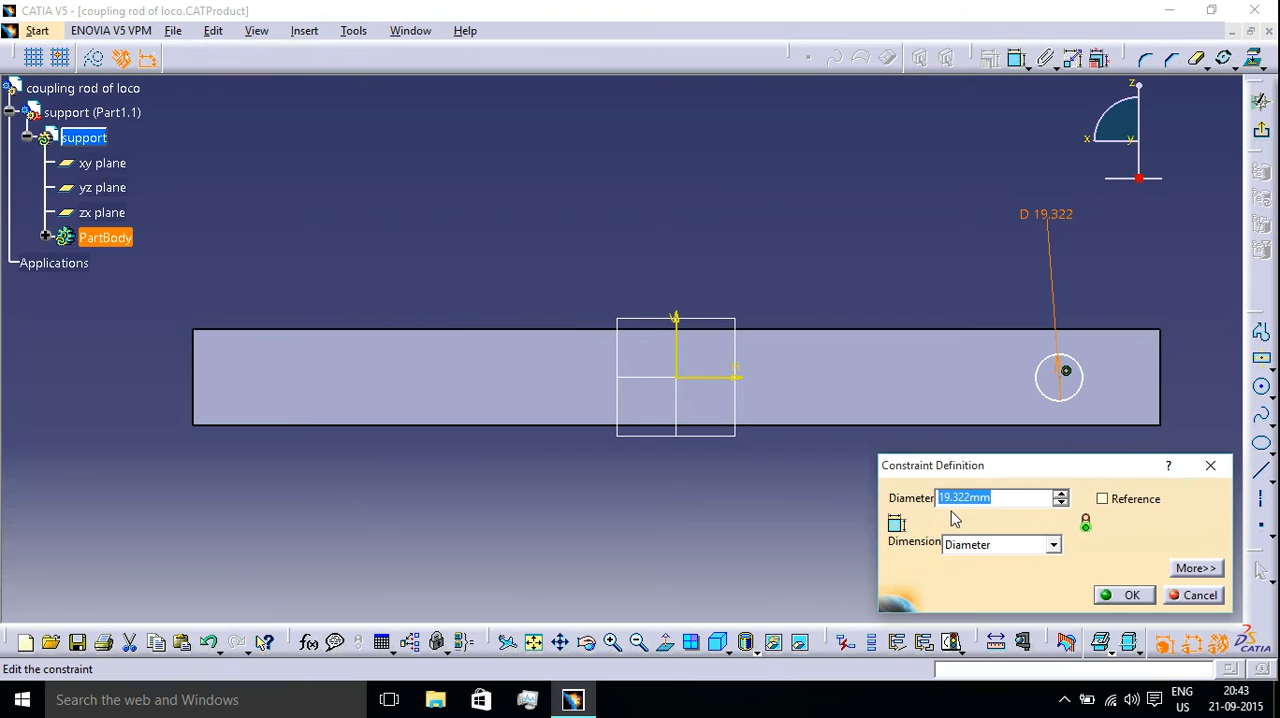 CATIA V5 - [coupling rod of loco.CATProduct]
Start ENOVIA V5 VPM File Edit View Insert Tools Window Help
coupling rod of loco
support (Part1.1)
support
xy plane
yz plane
zx plane
PartBody
Applications
z
x
y
D 19.322
V
H
Constraint Definition
?
Diameter 19.322mm
Reference
Dimension Diameter
More>>
OK Cancel
f(x)
CATIA
Edit the constraint
Search the web and Windows
ENG
US
20:43
21-09-2015